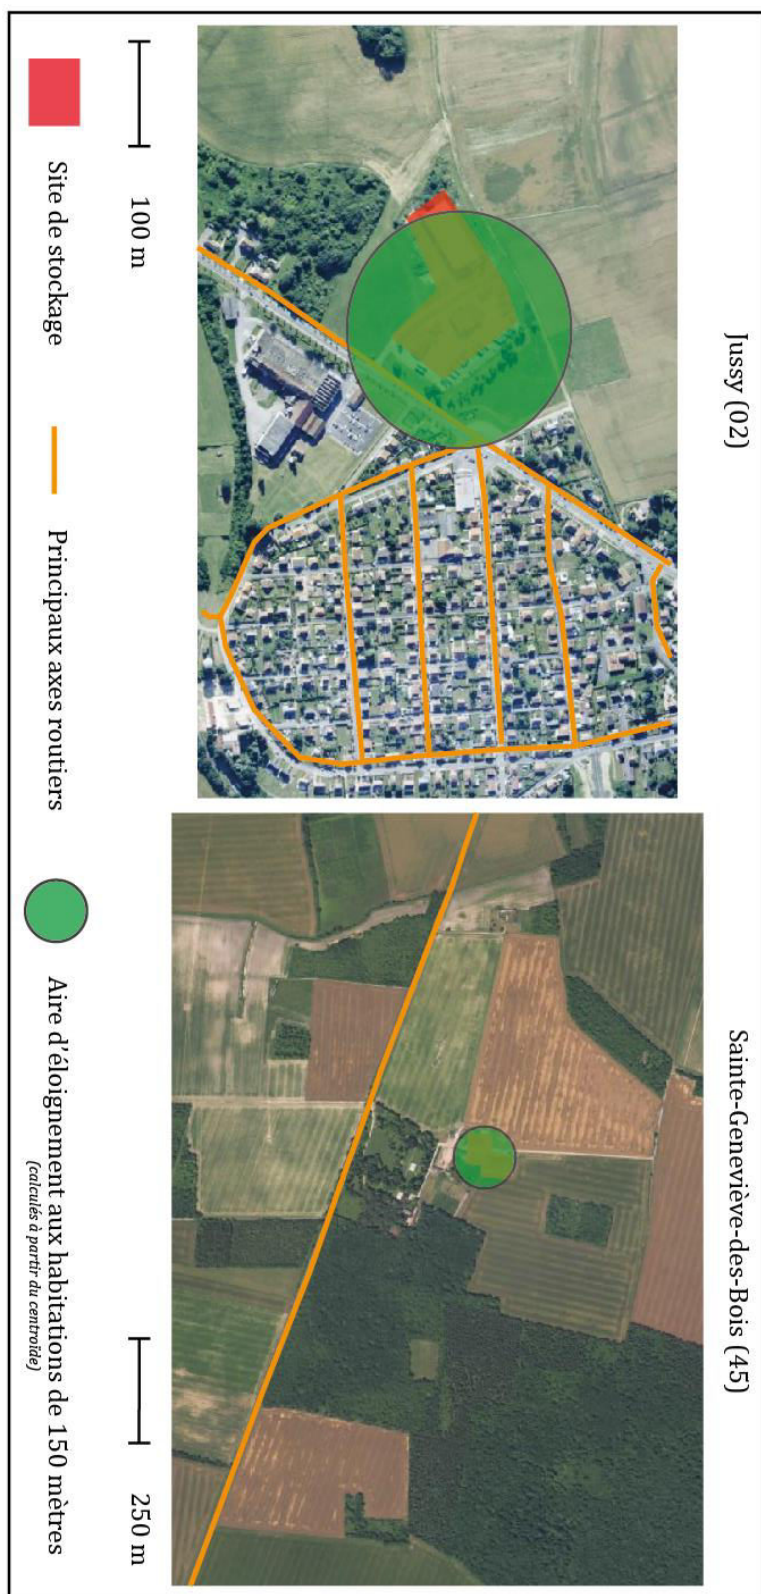 Jussy (02)
Sainte-Geneviève-des-Bois (45)
100 m
250 m
Site de stockage
Principaux axes routiers
Aire d'éloignement aux habitations de 150 mètres
(calculés à partir du centroïde)